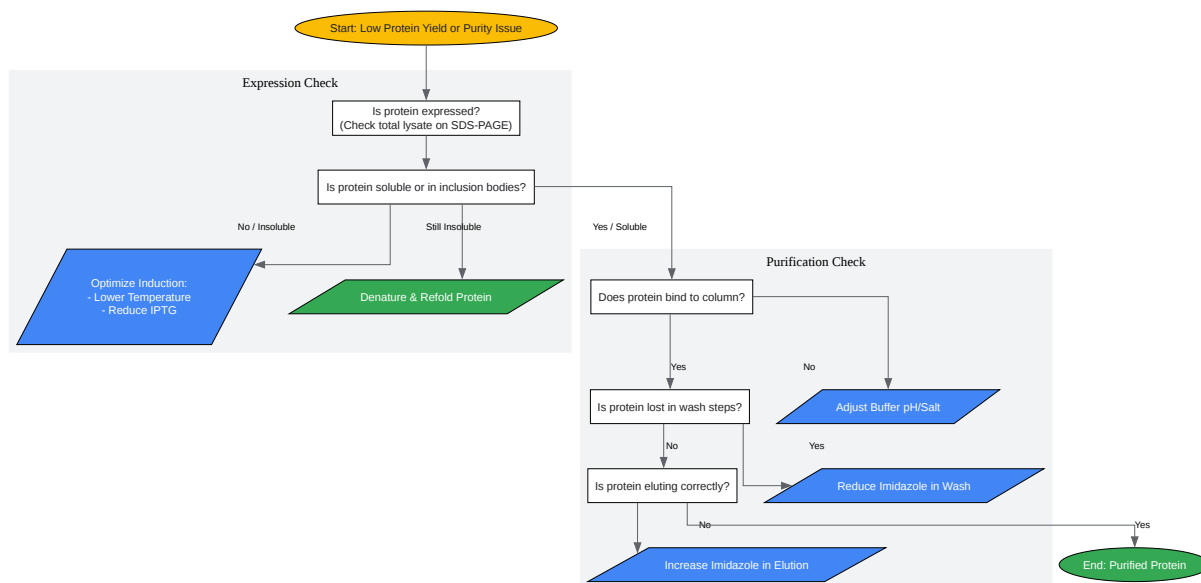 Start: Low Protein Yield or Purity Issue
Expression Check
Is protein expressed?
(Check total lysate on SDS-PAGE)
Is protein soluble or in inclusion bodies?
No / Insoluble
Still Insoluble
Yes / Soluble
Optimize Induction:
- Lower Temperature
- Reduce IPTG
Denature & Refold Protein
Purification Check
Does protein bind to column?
Yes
No
Is protein lost in wash steps?
Adjust Buffer pH/Salt
No
Yes
Is protein eluting correctly?
Reduce Imidazole in Wash
No
Yes
Increase Imidazole in Elution
End: Purified Protein